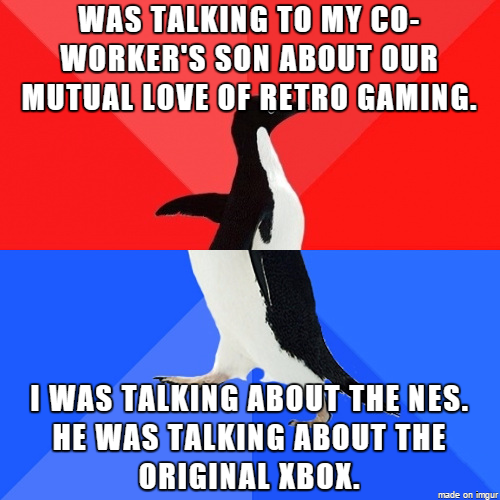 WAS TALKING TO MY CO-
WORKER'S SON ABOUT OUR
MUTUAL LOVE OF RETRO GAMING.
I WAS TALKING ABOUT THE NES.
HE WAS TALKING ABOUT THE
ORIGINAL XBOX.
made on imgur